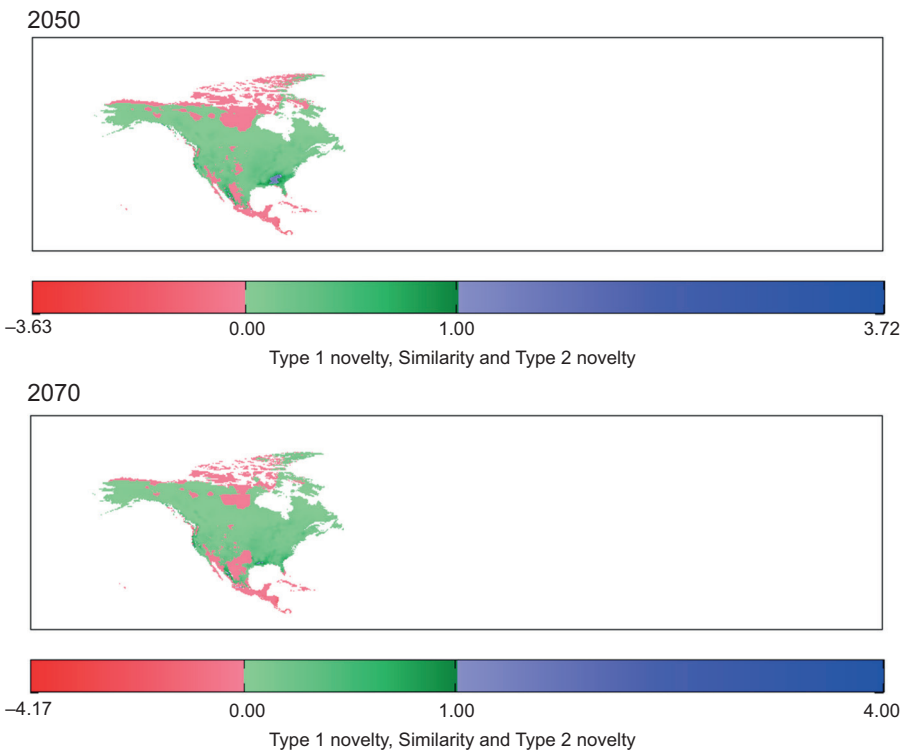 2050
–3.63 0.00 1.00 3.72
Type 1 novelty, Similarity and Type 2 novelty
2070
–4.17 0.00 1.00 4.00
Type 1 novelty, Similarity and Type 2 novelty